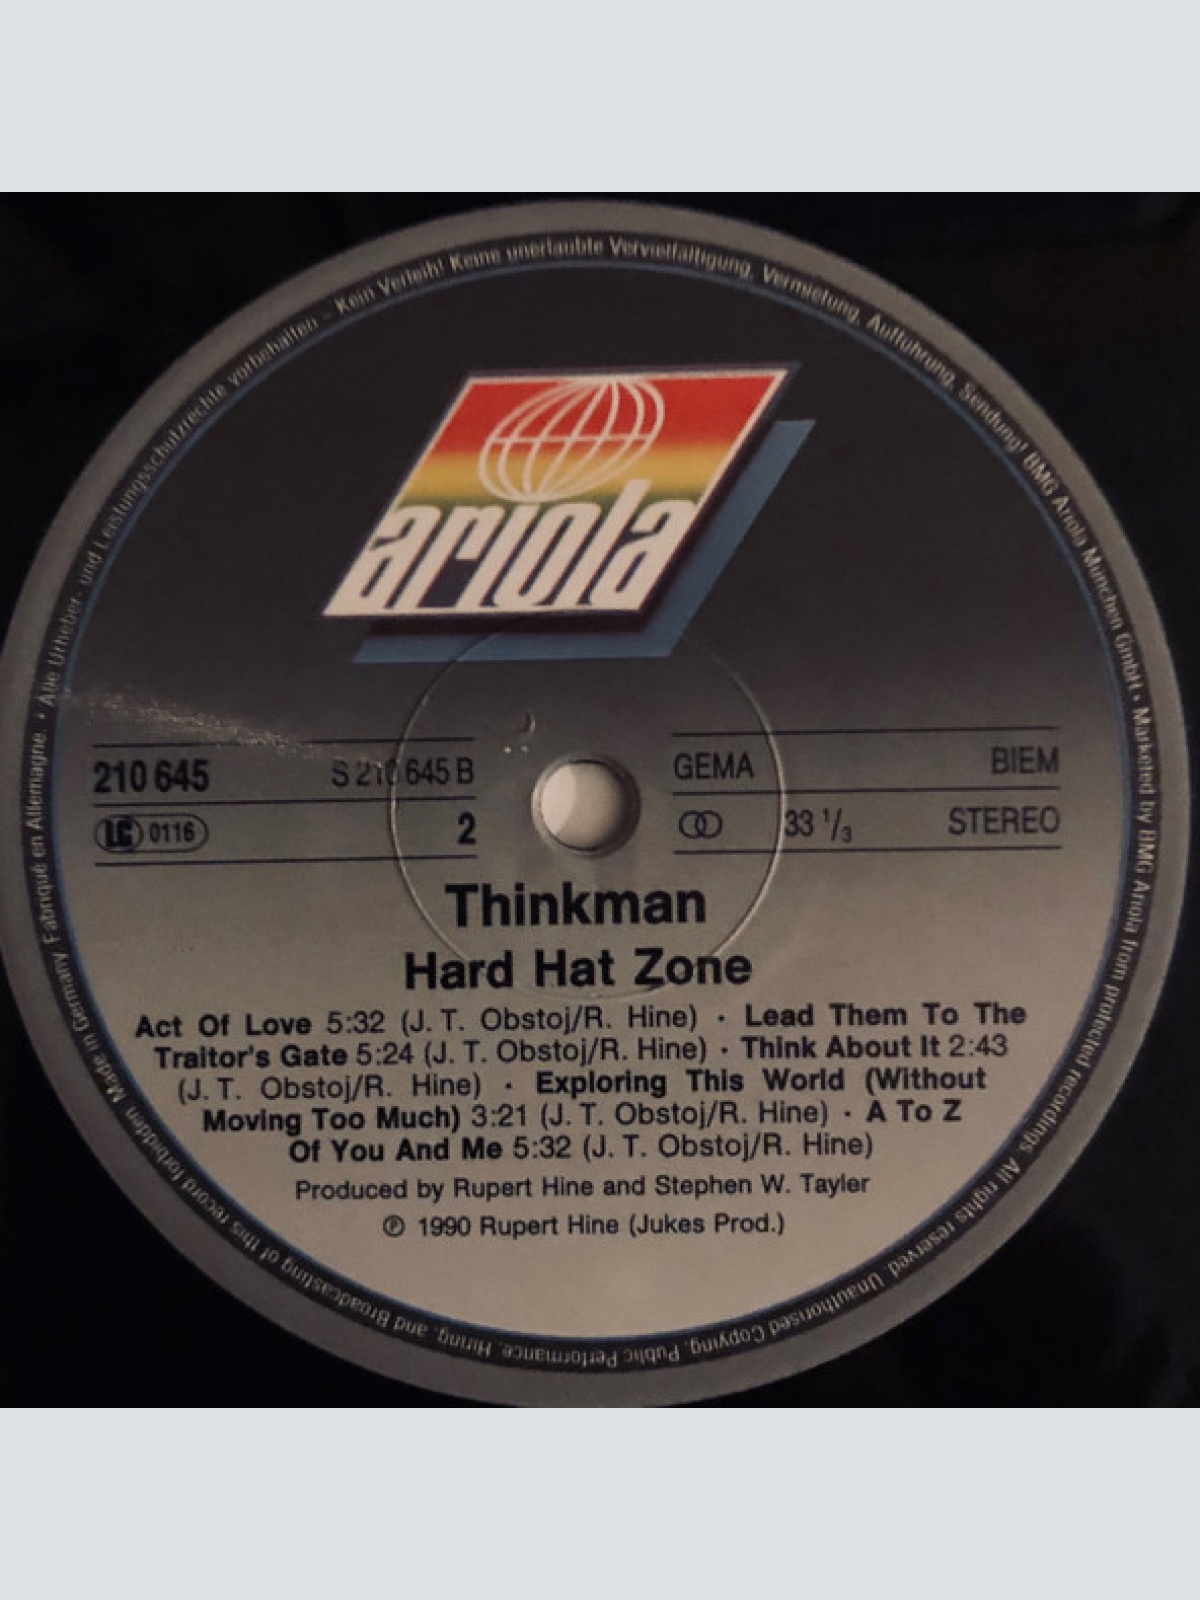 Alle Urheber- und Leistungsschutzrechte vorbehalten – Kein Verleih! Keine unerlaubte Vervielfältigung, Vermietung, Aufführung, Sendung! BMG Ariola München GmbH • Marketed by BMG Ariola from protected recordings. All rights reserved. Unauthorised Copying, Public Performance, Hiring, and Broadcasting of this record forbidden. Made in Germany. Fabriqué en Allemagne. •
ariola
210 645 S 210 645 B GEMA BIEM
LC 0116 2 33 1/3 STEREO
Thinkman
Hard Hat Zone
Act Of Love 5:32 (J. T. Obstoj/R. Hine) · Lead Them To The
Traitor's Gate 5:24 (J. T. Obstoj/R. Hine) · Think About It 2:43
(J. T. Obstoj/R. Hine) · Exploring This World (Without
Moving Too Much) 3:21 (J. T. Obstoj/R. Hine) · A To Z
Of You And Me 5:32 (J. T. Obstoj/R. Hine)
Produced by Rupert Hine and Stephen W. Tayler
℗ 1990 Rupert Hine (Jukes Prod.)